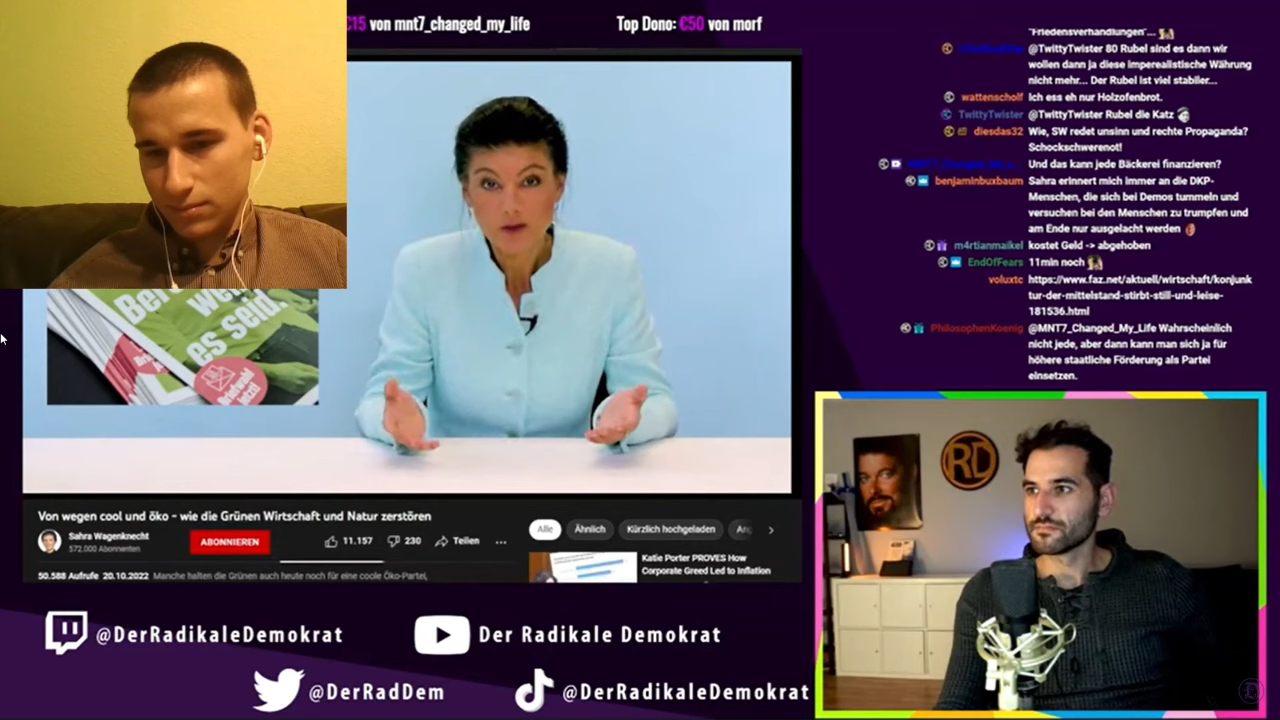 €15 von mnt7_changed_my_life
Top Dono: €50 von morf
"Friedensverhandlungen"...
@TwittyTwister 80 Rubel sind es dann wir
wollen dann ja diese imperealistische Währung
nicht mehr... Der Rubel ist viel stabiler...
wattenscholf Ich ess eh nur Holzofenbrot.
TwittyTwister @TwittyTwister Rubel die Katz
diesdas32 Wie, SW redet unsinn und rechte Propaganda?
Schockschwerenot!
Und das kann jede Bäckerei finanzieren?
benjaminbuxbaum Sahra erinnert mich immer an die DKP-
Menschen, die sich bei Demos tummeln und
versuchen bei den Menschen zu trumpfen und
am Ende nur ausgelacht werden
m4rtianmaikel kostet Geld -> abgehoben
EndOfFears 11min noch
voluxtc https://www.faz.net/aktuell/wirtschaft/konjunk
tur-der-mittelstand-stirbt-still-und-leise-
181536.html
PhilosophenKoenig @MNT7_Changed_My_Life Wahrscheinlich
nicht jede, aber dann kann man sich ja für
höhere staatliche Förderung als Partei
einsetzen.
es seid.
Briefwahl
jetzt!
RD
Von wegen cool und öko - wie die Grünen Wirtschaft und Natur zerstören
Sahra Wagenknecht
572.000 Abonnenten
ABONNIEREN
11.157
230
Teilen
...
Alle
Ähnlich
Kürzlich hochgeladen
50.588 Aufrufe 20.10.2022 Manche halten die Grünen auch heute noch für eine coole Öko-Partei,
Katie Porter PROVES How
Corporate Greed Led to Inflation
@DerRadikaleDemokrat
Der Radikale Demokrat
@DerRadDem
@DerRadikaleDemokrat